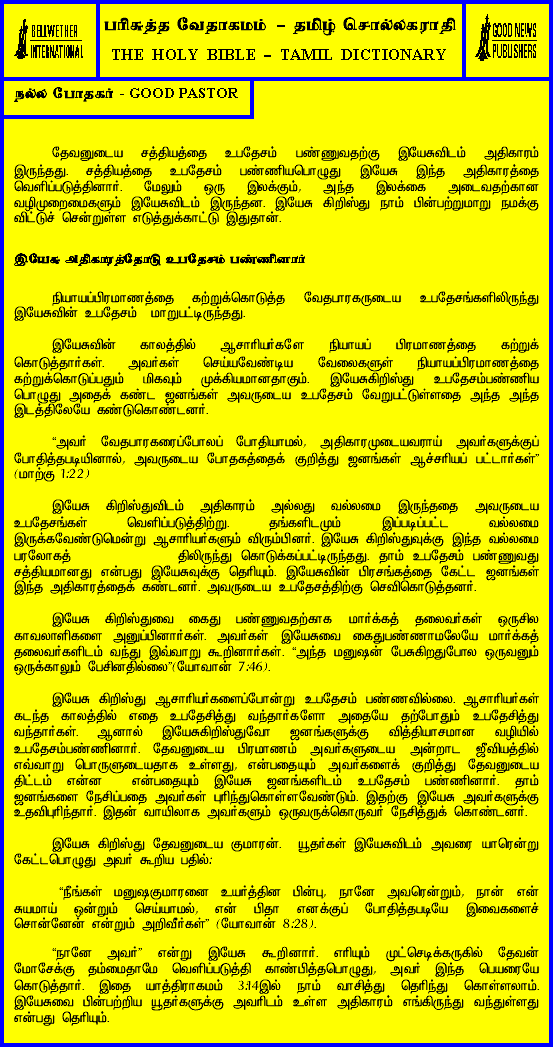 BELLWETHER
INTERNATIONAL
பரிசுத்த வேதாகமம் – தமிழ் சொல்லகராதி
THE HOLY BIBLE – TAMIL DICTIONARY
GOOD NEWS
PUBLISHERS
நல்ல போதகர் - GOOD PASTOR
தேவனுடைய சத்தியத்தை உபதேசம் பண்ணுவதற்கு இயேசுவிடம் அதிகாரம்
இருந்தது. சத்தியத்தை உபதேசம் பண்ணியபொழுது இயேசு இந்த அதிகாரத்தை
வெளிப்படுத்தினார். மேலும் ஒரு இலக்கும், அந்த இலக்கை அடைவதற்கான
வழிமுறைமைகளும் இயேசுவிடம் இருந்தன. இயேசு கிறிஸ்து நாம் பின்பற்றுமாறு நமக்கு
விட்டுச் சென்றுள்ள எடுத்துக்காட்டு இதுதான்.
இயேசு அதிகாரத்தோடு உபதேசம் பண்ணினார்
நியாயப்பிரமாணத்தை கற்றுக்கொடுத்த வேதபாரகருடைய உபதேசங்களிலிருந்து
இயேசுவின் உபதேசம் மாறுபட்டிருந்தது.
இயேசுவின் காலத்தில் ஆசாரியர்களே நியாயப் பிரமாணத்தை கற்றுக்
கொடுத்தார்கள். அவர்கள் செய்யவேண்டிய வேலைகளுள் நியாயப்பிரமாணத்தை
கற்றுக்கொடுப்பதும் மிகவும் முக்கியமானதாகும். இயேசுகிறிஸ்து உபதேசம்பண்ணிய
பொழுது அதைக் கண்ட ஜனங்கள் அவருடைய உபதேசம் வேறுபட்டுள்ளதை அந்த அந்த
இடத்திலேயே கண்டுகொண்டனர்.
“அவர் வேதபாரகரைப்போலப் போதியாமல், அதிகாரமுடையவராய் அவர்களுக்குப்
போதித்தபடியினால், அவருடைய போதகத்தைக் குறித்து ஜனங்கள் ஆச்சரியப் பட்டார்கள்”
(மாற்கு 1:22)
இயேசு கிறிஸ்துவிடம் அதிகாரம் அல்லது வல்லமை இருந்ததை அவருடைய
உபதேசங்கள் வெளிப்படுத்திற்று. தங்களிடமும் இப்படிப்பட்ட வல்லமை
இருக்கவேண்டுமென்று ஆசாரியர்களும் விரும்பினர். இயேசு கிறிஸ்துவுக்கு இந்த வல்லமை
பரலோகத் திலிருந்து கொடுக்கப்பட்டிருந்தது. தாம் உபதேசம் பண்ணுவது
சத்தியமானது என்பது இயேசுவுக்கு தெரியும். இயேசுவின் பிரசங்கத்தை கேட்ட ஜனங்கள்
இந்த அதிகாரத்தைக் கண்டனர். அவருடைய உபதேசத்திற்கு செவிகொடுத்தனர்.
இயேசு கிறிஸ்துவை கைது பண்ணுவதற்காக மார்க்கத் தலைவர்கள் ஒருசில
காவலாளிகளை அனுப்பினார்கள். அவர்கள் இயேசுவை கைதுபண்ணாமலேயே மார்க்கத்
தலைவர்களிடம் வந்து இவ்வாறு கூறினார்கள். “அந்த மனுஷன் பேசுகிறதுபோல ஒருவனும்
ஒருக்காலும் பேசினதில்லை”(யோவான் 7:46).
இயேசு கிறிஸ்து ஆசாரியர்களைப்போன்று உபதேசம் பண்ணவில்லை. ஆசாரியர்கள்
கடந்த காலத்தில் எதை உபதேசித்து வந்தார்களோ அதையே தற்போதும் உபதேசித்து
வந்தார்கள். ஆனால் இயேசுகிறிஸ்துவோ ஜனங்களுக்கு வித்தியாசமான வழியில்
உபதேசம்பண்ணினார். தேவனுடைய பிரமாணம் அவர்களுடைய அன்றாட ஜீவியத்தில்
எவ்வாறு பொருளுடையதாக உள்ளது, என்பதையும் அவர்களைக் குறித்து தேவனுடைய
திட்டம் என்ன என்பதையும் இயேசு ஜனங்களிடம் உபதேசம் பண்ணினார். தாம்
ஜனங்களை நேசிப்பதை அவர்கள் புரிந்துகொள்ளவேண்டும். இதற்கு இயேசு அவர்களுக்கு
உதவிபுரிந்தார். இதன் வாயிலாக அவர்களும் ஒருவருக்கொருவர் நேசித்துக் கொண்டனர்.
இயேசு கிறிஸ்து தேவனுடைய குமாரன். யூதர்கள் இயேசுவிடம் அவரை யாரென்று
கேட்டபொழுது அவர் கூறிய பதில்:
“நீங்கள் மனுஷகுமாரனை உயர்த்தின பின்பு, நானே அவரென்றும், நான் என்
சுயமாய் ஒன்றும் செய்யாமல், என் பிதா எனக்குப் போதித்தபடியே இவைகளைச்
சொன்னேன் என்றும் அறிவீர்கள்” (யோவான் 8:28).
“நானே அவர்” என்று இயேசு கூறினார். எரியும் முட்செடிக்கருகில் தேவன்
மோசேக்கு தம்மைதாமே வெளிப்படுத்தி காண்பித்தபொழுது, அவர் இந்த பெயரையே
கொடுத்தார். இதை யாத்திராகமம் 3:14இல் நாம் வாசித்து தெரிந்து கொள்ளலாம்.
இயேசுவை பின்பற்றிய யூதர்களுக்கு அவரிடம் உள்ள அதிகாரம் எங்கிருந்து வந்துள்ளது
என்பது தெரியும்.